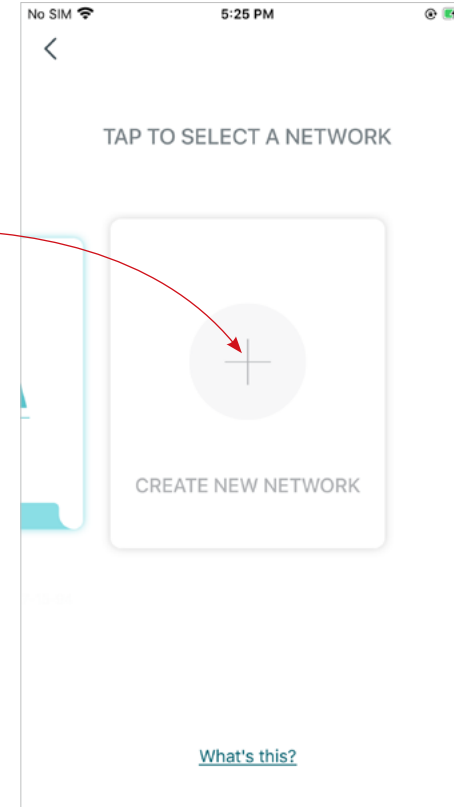 No SIM 5:25 PM
TAP TO SELECT A NETWORK
CREATE NEW NETWORK
What's this?